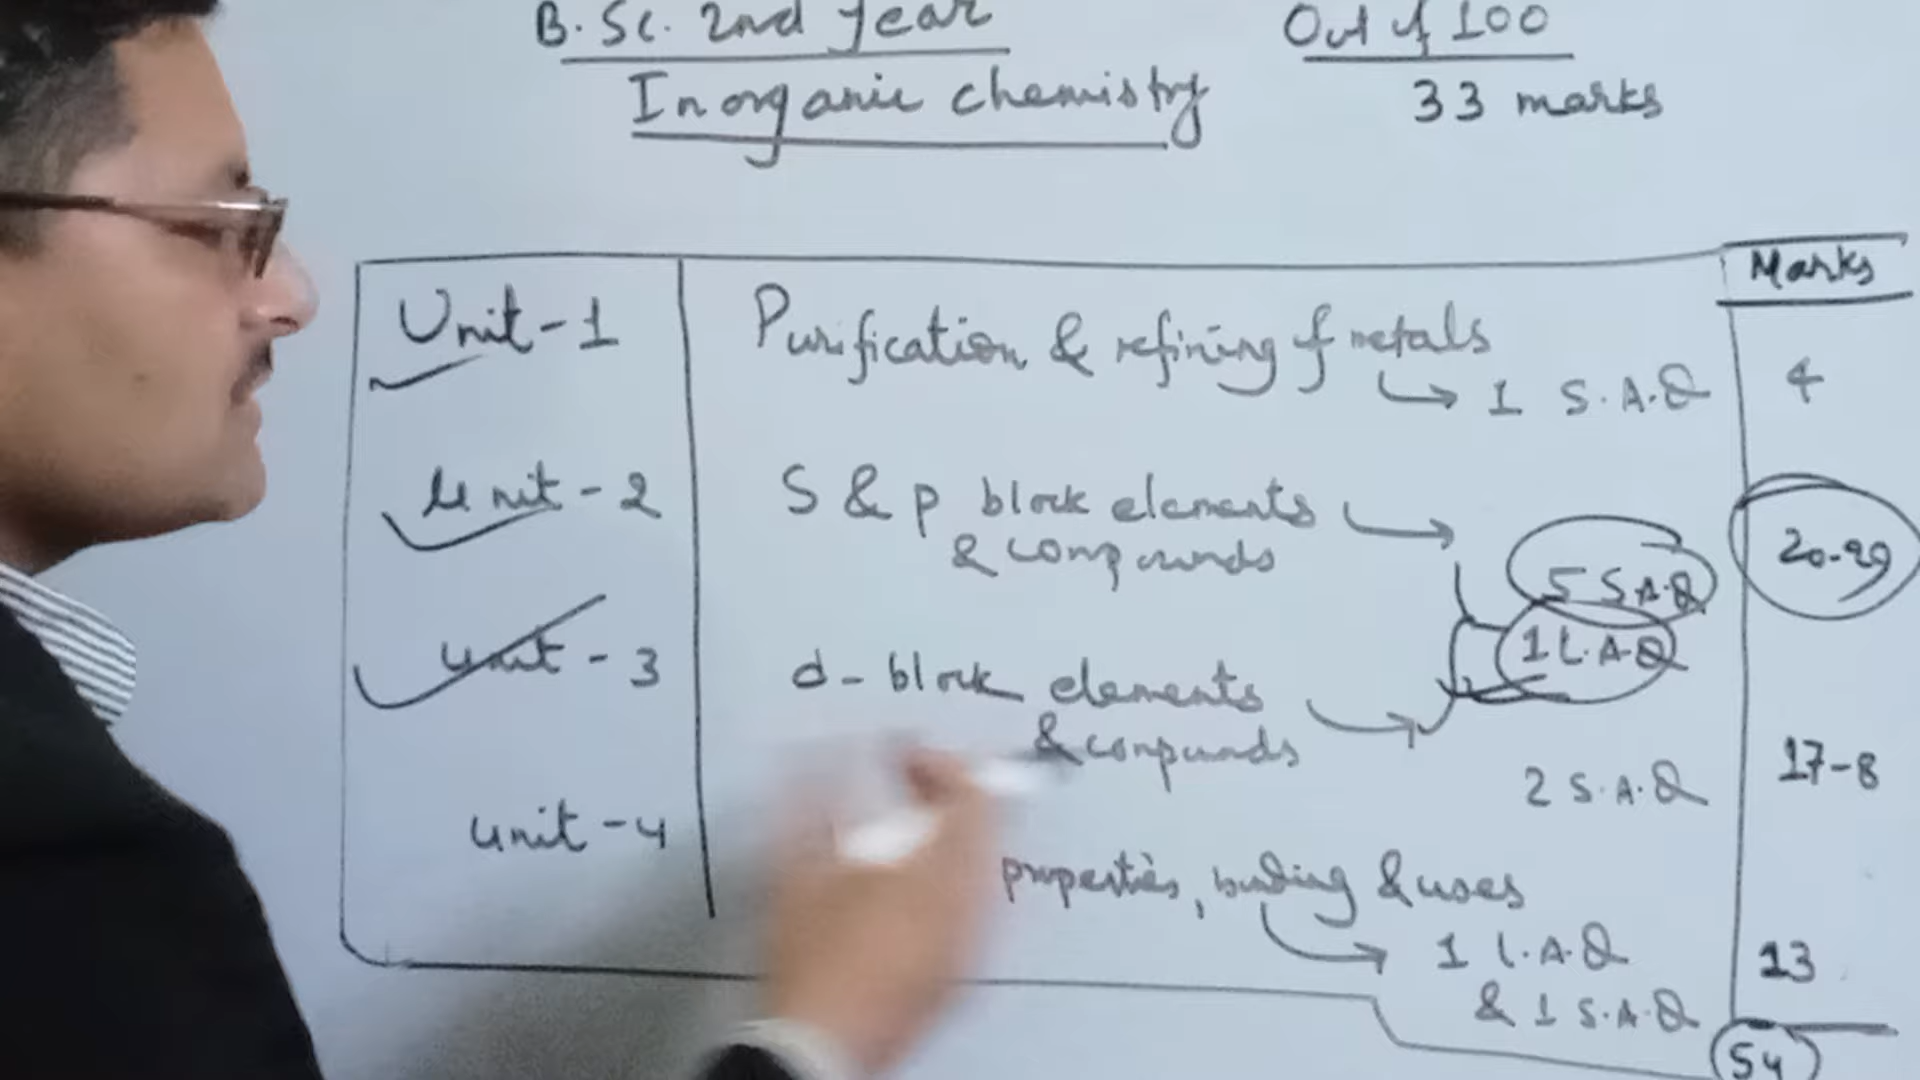 B.Sc. 2nd year
Out of 100
Inorganic chemistry
33 marks
Marks
Unit-1
Purification & refining of metals
→ 1 S.A.Q
4
Unit-2
S & p block elements
& compounds
5 S.A.Q
20-29
1 L.A.Q
Unit-3
d-block elements
& compounds
2 S.A.Q
17-8
Unit-4
properties, bonding & uses
1 L.A.Q
& 1 S.A.Q
13
54